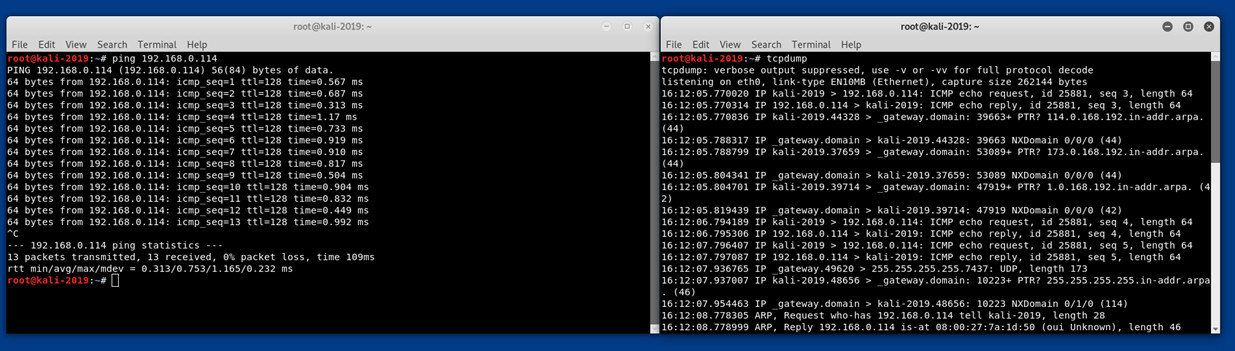 root@kali-2019: ~
File Edit View Search Terminal Help
root@kali-2019:~# ping 192.168.0.114
PING 192.168.0.114 (192.168.0.114) 56(84) bytes of data.
64 bytes from 192.168.0.114: icmp_seq=1 ttl=128 time=0.567 ms
64 bytes from 192.168.0.114: icmp_seq=2 ttl=128 time=0.687 ms
64 bytes from 192.168.0.114: icmp_seq=3 ttl=128 time=0.313 ms
64 bytes from 192.168.0.114: icmp_seq=4 ttl=128 time=1.17 ms
64 bytes from 192.168.0.114: icmp_seq=5 ttl=128 time=0.733 ms
64 bytes from 192.168.0.114: icmp_seq=6 ttl=128 time=0.919 ms
64 bytes from 192.168.0.114: icmp_seq=7 ttl=128 time=0.910 ms
64 bytes from 192.168.0.114: icmp_seq=8 ttl=128 time=0.817 ms
64 bytes from 192.168.0.114: icmp_seq=9 ttl=128 time=0.504 ms
64 bytes from 192.168.0.114: icmp_seq=10 ttl=128 time=0.904 ms
64 bytes from 192.168.0.114: icmp_seq=11 ttl=128 time=0.832 ms
64 bytes from 192.168.0.114: icmp_seq=12 ttl=128 time=0.449 ms
64 bytes from 192.168.0.114: icmp_seq=13 ttl=128 time=0.992 ms
^C
--- 192.168.0.114 ping statistics ---
13 packets transmitted, 13 received, 0% packet loss, time 109ms
rtt min/avg/max/mdev = 0.313/0.753/1.165/0.232 ms
root@kali-2019:~#
root@kali-2019: ~
File Edit View Search Terminal Help
root@kali-2019:~# tcpdump
tcpdump: verbose output suppressed, use -v or -vv for full protocol decode
listening on eth0, link-type EN10MB (Ethernet), capture size 262144 bytes
16:12:05.770020 IP kali-2019 > 192.168.0.114: ICMP echo request, id 25881, seq 3, length 64
16:12:05.770314 IP 192.168.0.114 > kali-2019: ICMP echo reply, id 25881, seq 3, length 64
16:12:05.770836 IP kali-2019.44328 > _gateway.domain: 39663+ PTR? 114.0.168.192.in-addr.arpa.
(44)
16:12:05.788317 IP _gateway.domain > kali-2019.44328: 39663 NXDomain 0/0/0 (44)
16:12:05.788799 IP kali-2019.37659 > _gateway.domain: 53089+ PTR? 173.0.168.192.in-addr.arpa.
(44)
16:12:05.804341 IP _gateway.domain > kali-2019.37659: 53089 NXDomain 0/0/0 (44)
16:12:05.804701 IP kali-2019.39714 > _gateway.domain: 47919+ PTR? 1.0.168.192.in-addr.arpa. (4
2)
16:12:05.819439 IP _gateway.domain > kali-2019.39714: 47919 NXDomain 0/0/0 (42)
16:12:06.794189 IP kali-2019 > 192.168.0.114: ICMP echo request, id 25881, seq 4, length 64
16:12:06.795306 IP 192.168.0.114 > kali-2019: ICMP echo reply, id 25881, seq 4, length 64
16:12:07.796407 IP kali-2019 > 192.168.0.114: ICMP echo request, id 25881, seq 5, length 64
16:12:07.797087 IP 192.168.0.114 > kali-2019: ICMP echo reply, id 25881, seq 5, length 64
16:12:07.936765 IP _gateway.49620 > 255.255.255.255.7437: UDP, length 173
16:12:07.937007 IP kali-2019.48656 > _gateway.domain: 10223+ PTR? 255.255.255.255.in-addr.arpa
. (46)
16:12:07.954463 IP _gateway.domain > kali-2019.48656: 10223 NXDomain 0/1/0 (114)
16:12:08.778305 ARP, Request who-has 192.168.0.114 tell kali-2019, length 28
16:12:08.778999 ARP, Reply 192.168.0.114 is-at 08:00:27:7a:1d:50 (oui Unknown), length 46